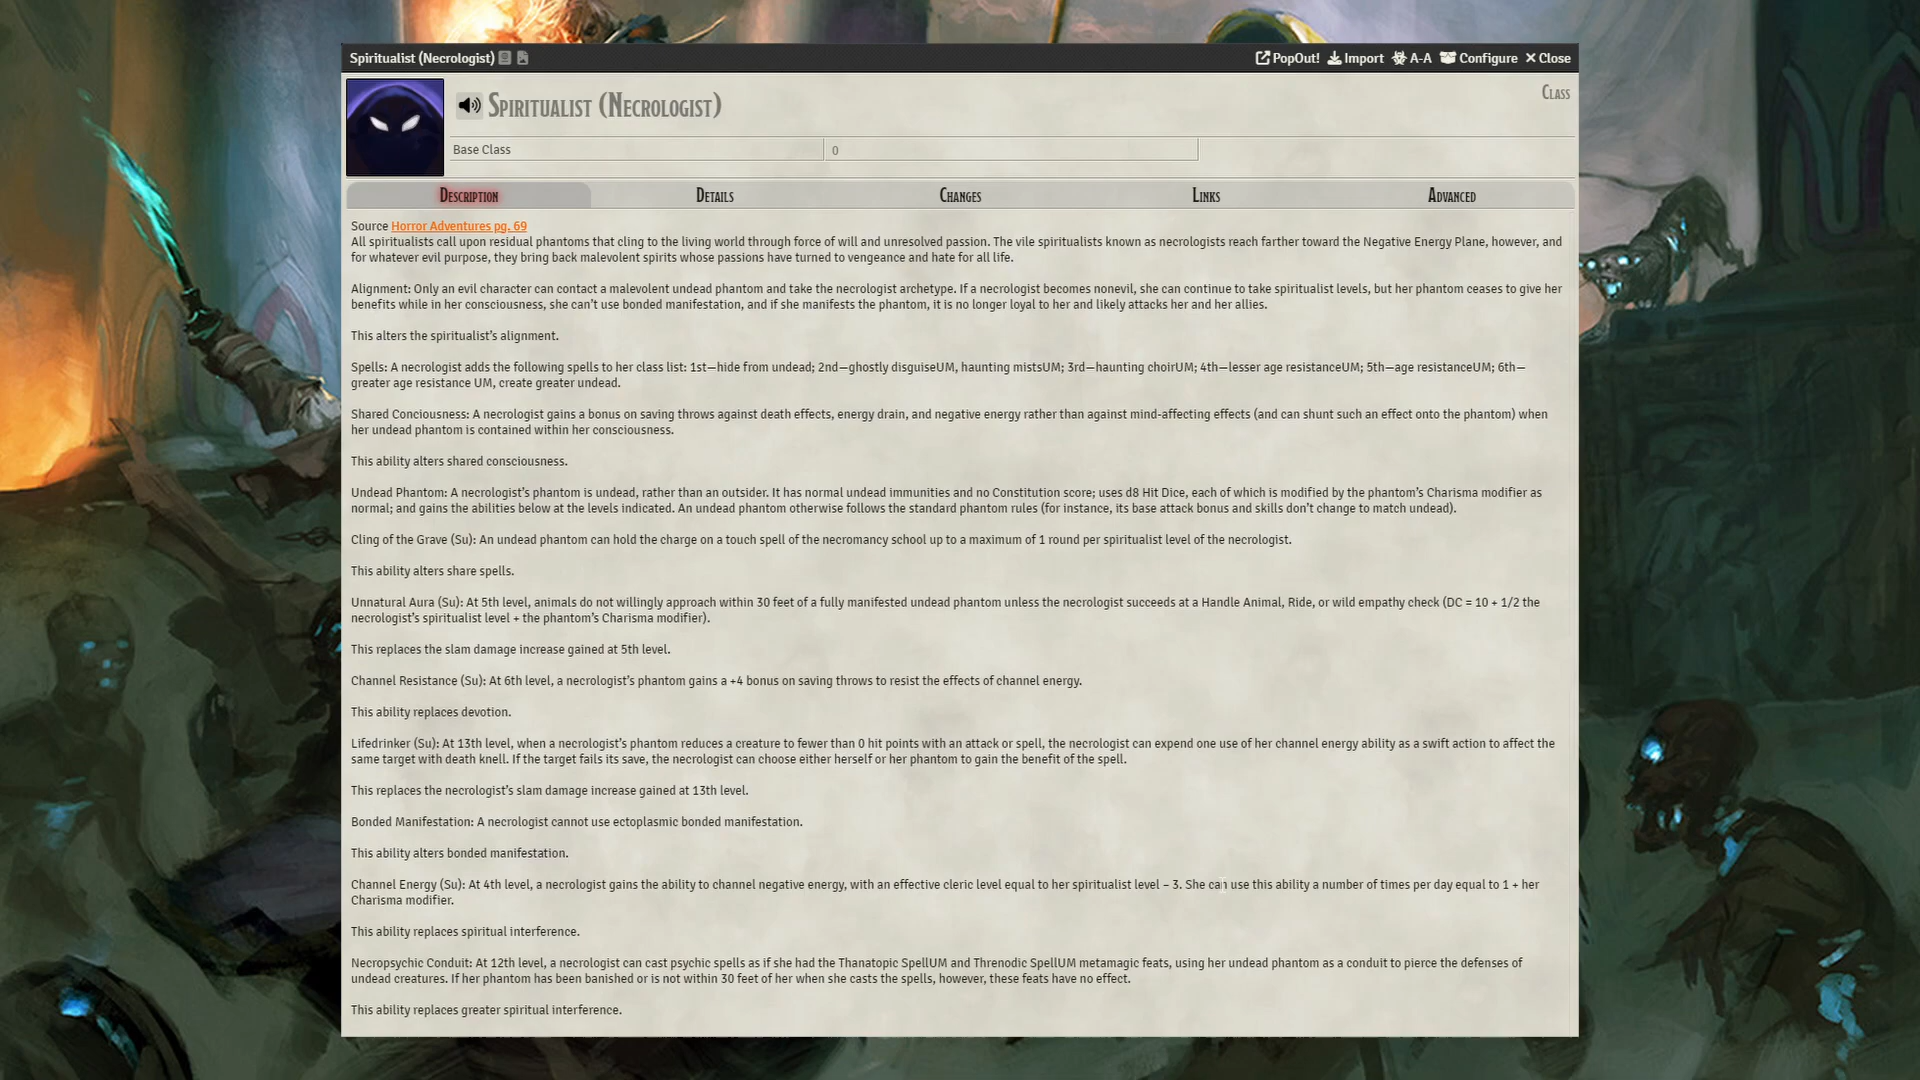 Spiritualist (Necrologist)
PopOut! Import A-A Configure Close
Spiritualist (Necrologist)
Class
Base Class
0
Description Details Changes Links Advanced
Source Horror Adventures pg. 69
All spiritualists call upon residual phantoms that cling to the living world through force of will and unresolved passion. The vile spiritualists known as necrologists reach farther toward the Negative Energy Plane, however, and
for whatever evil purpose, they bring back malevolent spirits whose passions have turned to vengeance and hate for all life.
Alignment: Only an evil character can contact a malevolent undead phantom and take the necrologist archetype. If a necrologist becomes nonevil, she can continue to take spiritualist levels, but her phantom ceases to give her
benefits while in her consciousness, she can't use bonded manifestation, and if she manifests the phantom, it is no longer loyal to her and likely attacks her and her allies.
This alters the spiritualist's alignment.
Spells: A necrologist adds the following spells to her class list: 1st—hide from undead; 2nd—ghostly disguiseUM, haunting mistsUM; 3rd—haunting choirUM; 4th—lesser age resistanceUM; 5th—age resistanceUM; 6th—
greater age resistance UM, create greater undead.
Shared Conciousness: A necrologist gains a bonus on saving throws against death effects, energy drain, and negative energy rather than against mind-affecting effects (and can shunt such an effect onto the phantom) when
her undead phantom is contained within her consciousness.
This ability alters shared consciousness.
Undead Phantom: A necrologist's phantom is undead, rather than an outsider. It has normal undead immunities and no Constitution score; uses d8 Hit Dice, each of which is modified by the phantom's Charisma modifier as
normal; and gains the abilities below at the levels indicated. An undead phantom otherwise follows the standard phantom rules (for instance, its base attack bonus and skills don't change to match undead).
Cling of the Grave (Su): An undead phantom can hold the charge on a touch spell of the necromancy school up to a maximum of 1 round per spiritualist level of the necrologist.
This ability alters share spells.
Unnatural Aura (Su): At 5th level, animals do not willingly approach within 30 feet of a fully manifested undead phantom unless the necrologist succeeds at a Handle Animal, Ride, or wild empathy check (DC = 10 + 1/2 the
necrologist's spiritualist level + the phantom's Charisma modifier).
This replaces the slam damage increase gained at 5th level.
Channel Resistance (Su): At 6th level, a necrologist's phantom gains a +4 bonus on saving throws to resist the effects of channel energy.
This ability replaces devotion.
Lifedrinker (Su): At 13th level, when a necrologist's phantom reduces a creature to fewer than 0 hit points with an attack or spell, the necrologist can expend one use of her channel energy ability as a swift action to affect the
same target with death knell. If the target fails its save, the necrologist can choose either herself or her phantom to gain the benefit of the spell.
This replaces the necrologist's slam damage increase gained at 13th level.
Bonded Manifestation: A necrologist cannot use ectoplasmic bonded manifestation.
This ability alters bonded manifestation.
Channel Energy (Su): At 4th level, a necrologist gains the ability to channel negative energy, with an effective cleric level equal to her spiritualist level – 3. She can use this ability a number of times per day equal to 1 + her
Charisma modifier.
This ability replaces spiritual interference.
Necropsychic Conduit: At 12th level, a necrologist can cast psychic spells as if she had the Thanatopic SpellUM and Threnodic SpellUM metamagic feats, using her undead phantom as a conduit to pierce the defenses of
undead creatures. If her phantom has been banished or is not within 30 feet of her when she casts the spells, however, these feats have no effect.
This ability replaces greater spiritual interference.